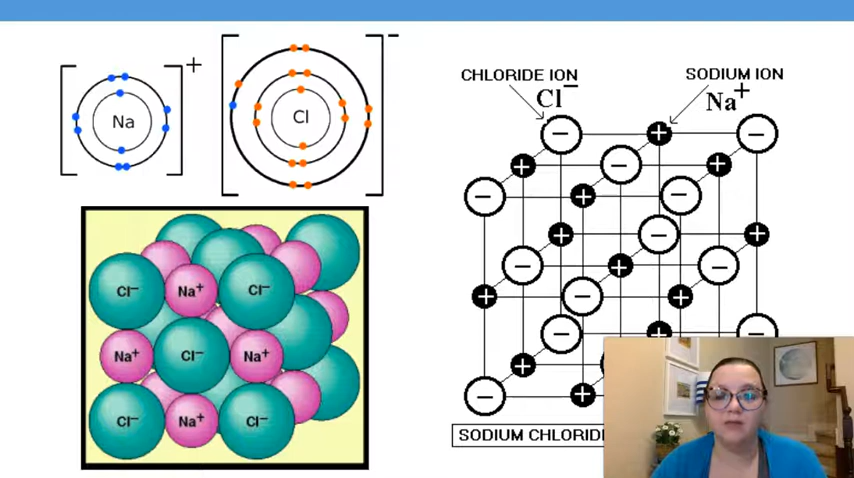 +
−
Na
Cl
CHLORIDE ION
Cl−
SODIUM ION
Na+
− + −
+ − +
− + −
+ − +
− + −
+ − +
− + −
+
− +
SODIUM CHLORIDE
Cl− Na+ Cl−
Na+ Cl− Na+
Cl− Na+ Cl−